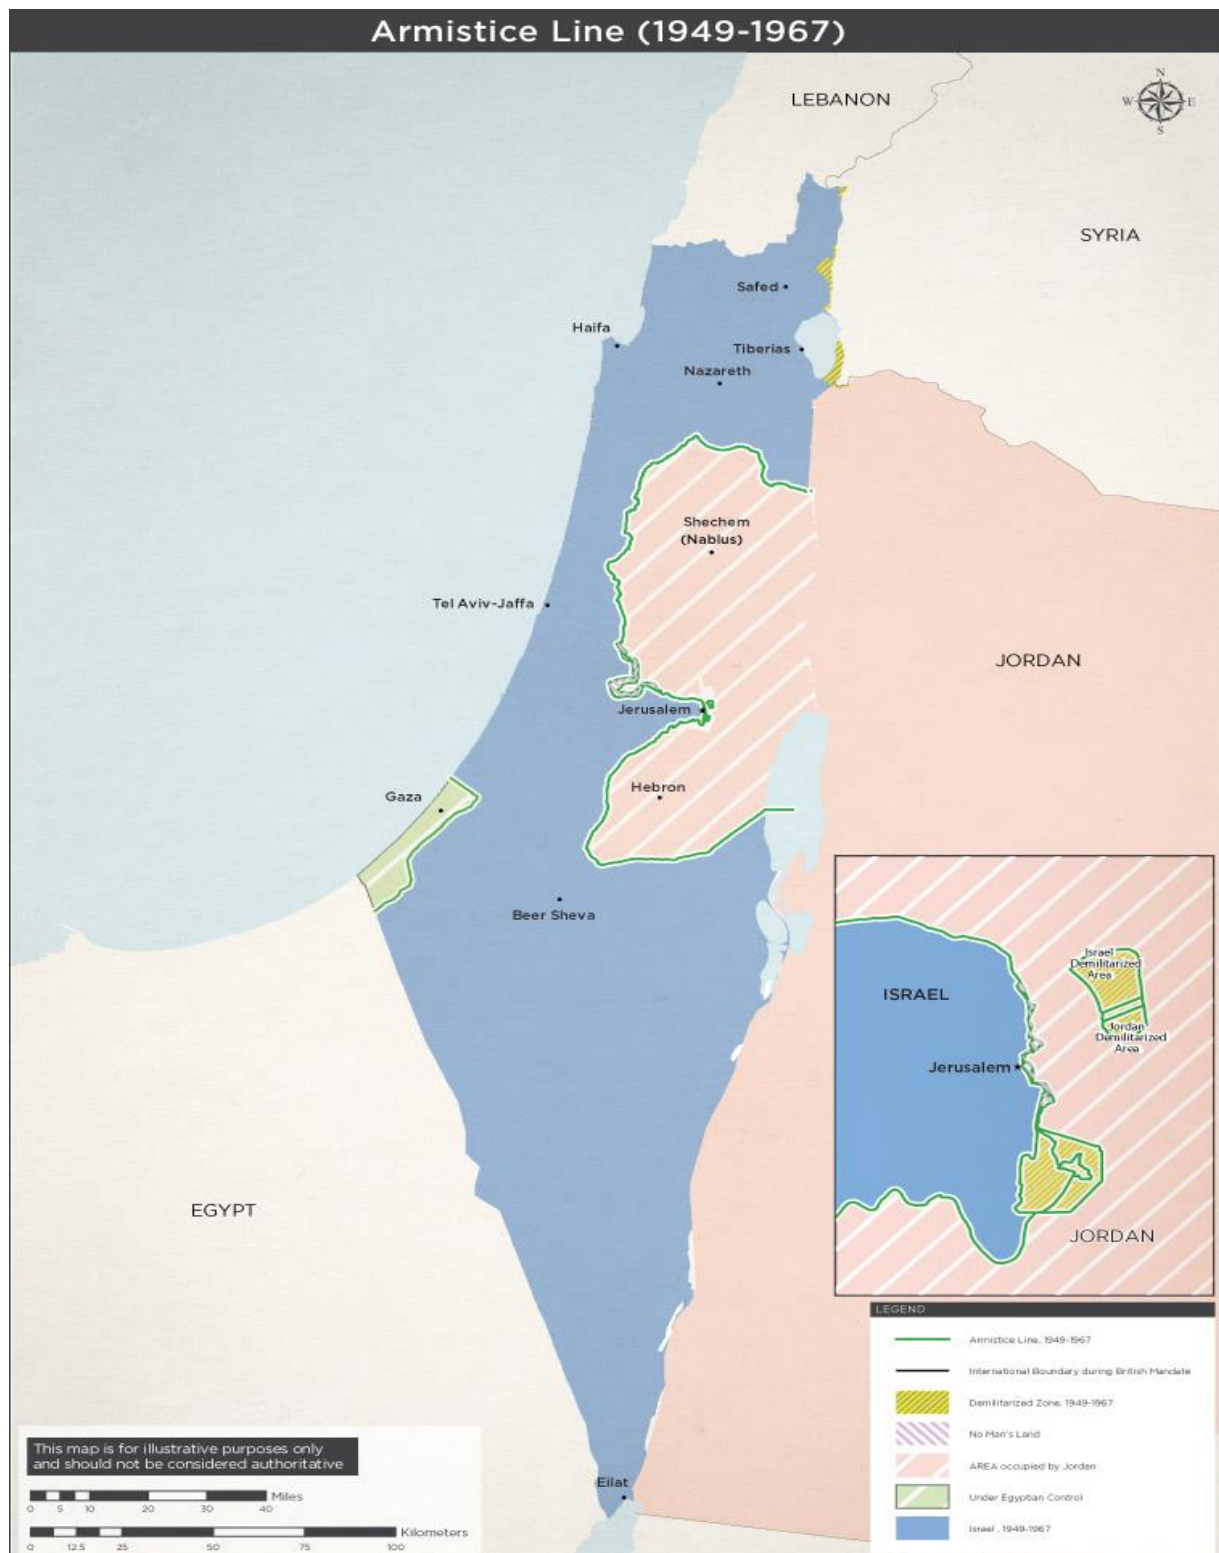 Armistice Line (1949-1967)
LEBANON
N
W
E
S
SYRIA
Safed
Haifa
Tiberias
Nazareth
Shechem
(Nablus)
Tel Aviv-Jaffa
JORDAN
Jerusalem
Hebron
Gaza
Beer Sheva
EGYPT
Eilat
Israel
Demilitarized
Area
ISRAEL
Jordan
Demilitarized
Area
Jerusalem
JORDAN
LEGEND
Armistice Line, 1949-1967
International Boundary during British Mandate
Demilitarized Zone, 1949-1967
No Man's Land
AREA occupied by Jordan
Under Egyptian Control
Israel , 1949-1967
This map is for illustrative purposes only
and should not be considered authoritative
Miles
0 5 10 20 30 40
Kilometers
0 12.5 25 50 75 100